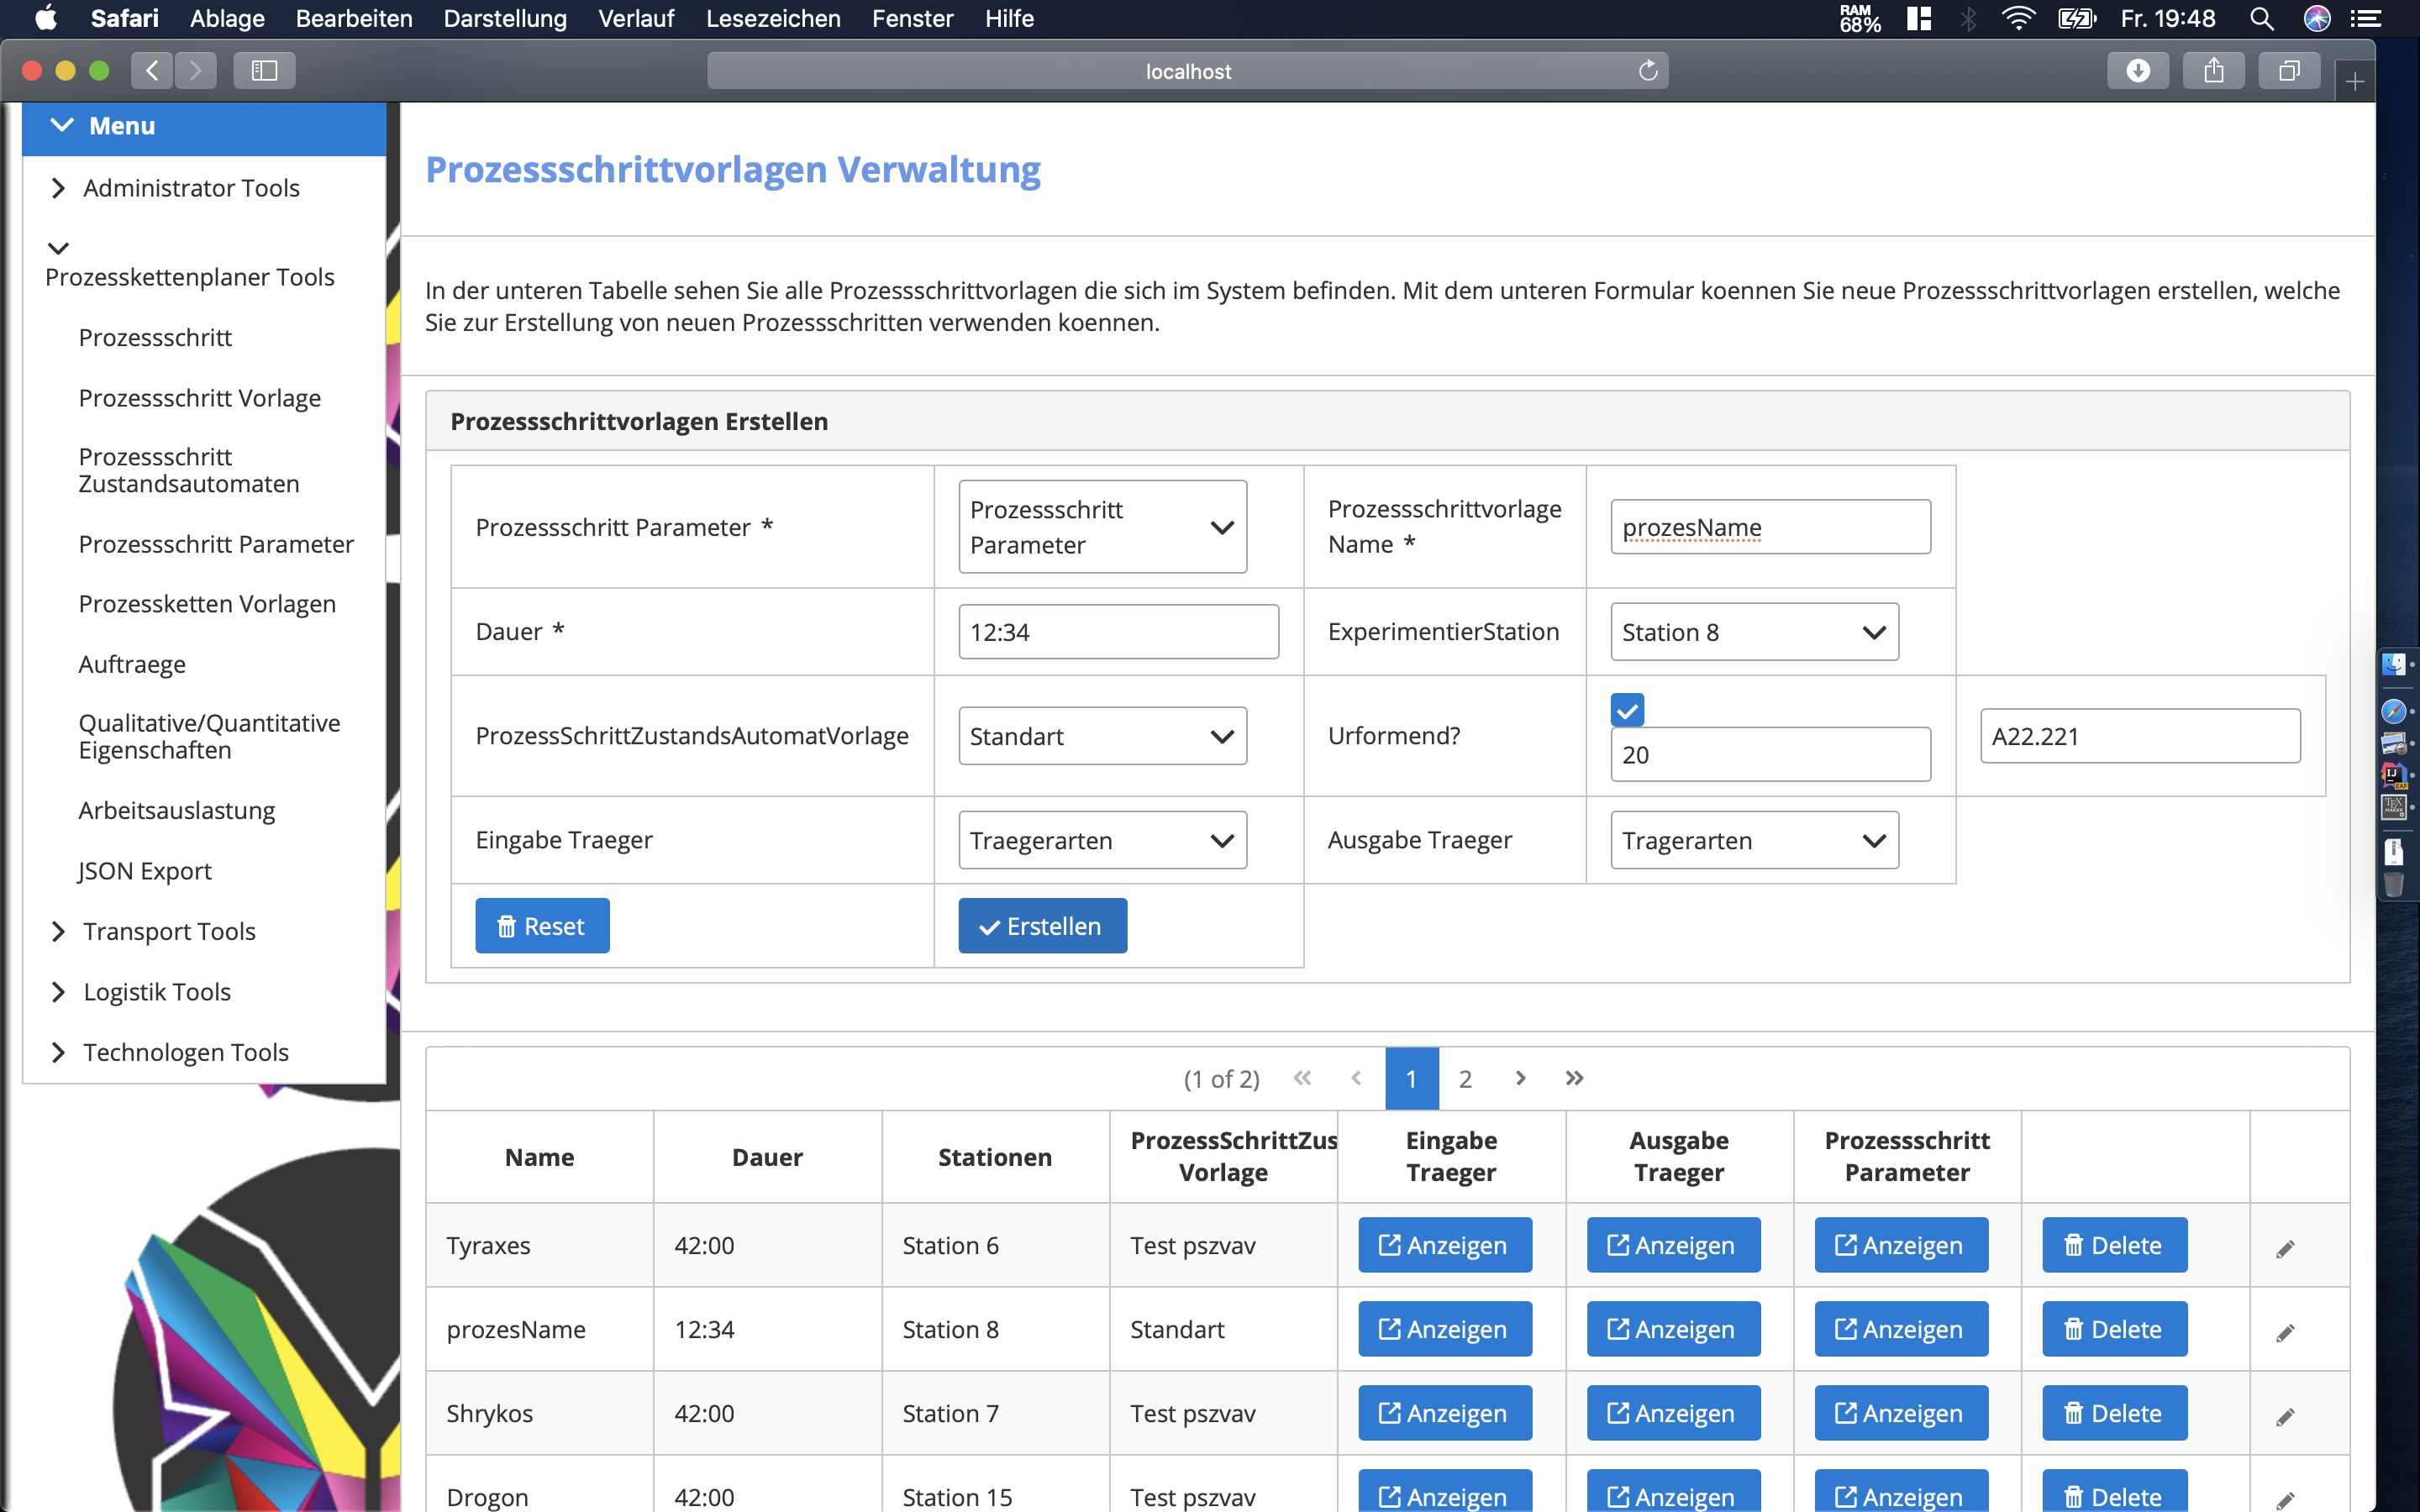 Safari Ablage Bearbeiten Darstellung Verlauf Lesezeichen Fenster Hilfe RAM 68% Fr. 19:48
localhost
Menu
Administrator Tools
Prozesskettenplaner Tools
Prozessschritt
Prozessschritt Vorlage
Prozessschritt
Zustandsautomaten
Prozessschritt Parameter
Prozessketten Vorlagen
Auftraege
Qualitative/Quantitative
Eigenschaften
Arbeitsauslastung
JSON Export
Transport Tools
Logistik Tools
Technologen Tools
Prozessschrittvorlagen Verwaltung
In der unteren Tabelle sehen Sie alle Prozessschrittvorlagen die sich im System befinden. Mit dem unteren Formular koennen Sie neue Prozessschrittvorlagen erstellen, welche
Sie zur Erstellung von neuen Prozessschritten verwenden koennen.
Prozessschrittvorlagen Erstellen
Prozessschritt Parameter *
Prozessschritt
Parameter
Prozessschrittvorlage
Name *
prozesName
Dauer * 12:34 ExperimentierStation Station 8
ProzessSchrittZustandsAutomatVorlage Standart Urformend? 20 A22.221
Eingabe Traeger Traegerarten Ausgabe Traeger Tragerarten
Reset Erstellen
(1 of 2) 1 2
Name Dauer Stationen
ProzessSchrittZus
Vorlage
Eingabe
Traeger
Ausgabe
Traeger
Prozessschritt
Parameter
Tyraxes 42:00 Station 6 Test pszvav Anzeigen Anzeigen Anzeigen Delete
prozesName 12:34 Station 8 Standart Anzeigen Anzeigen Anzeigen Delete
Shrykos 42:00 Station 7 Test pszvav Anzeigen Anzeigen Anzeigen Delete
Drogon 42:00 Station 15 Test pszvav Anzeigen Anzeigen Anzeigen Delete